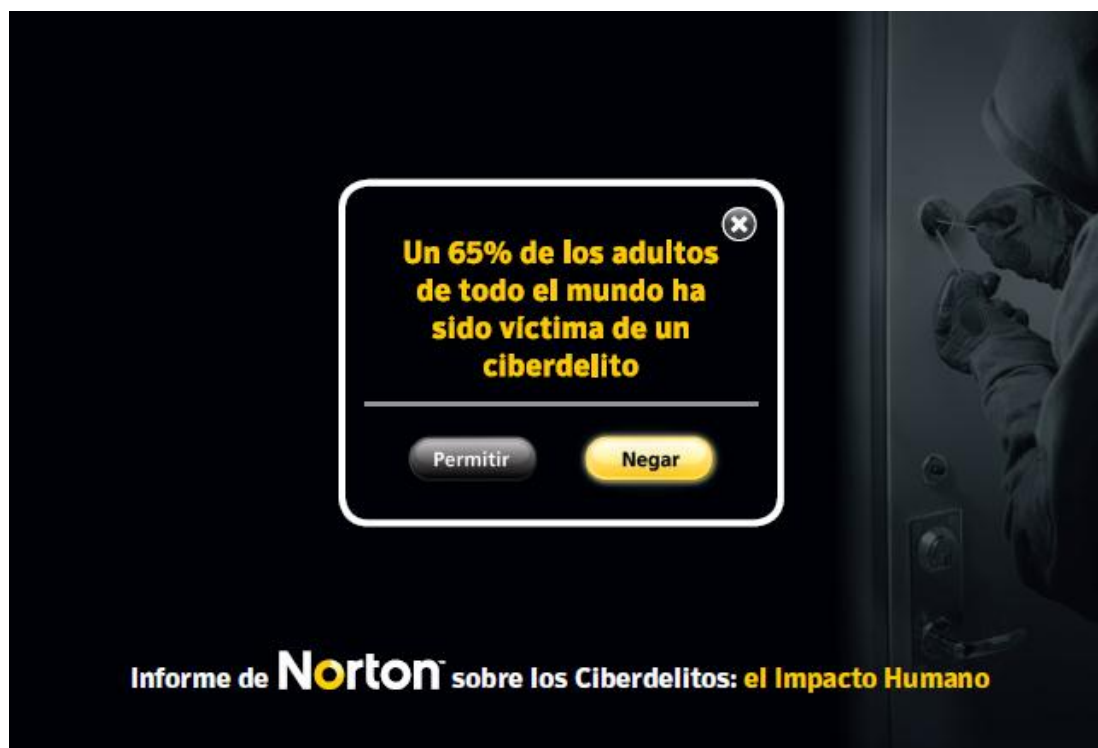 Un 65% de los adultos
de todo el mundo ha
sido víctima de un
ciberdelito
Permitir
Negar
Informe de Norton™ sobre los Ciberdelitos: el Impacto Humano